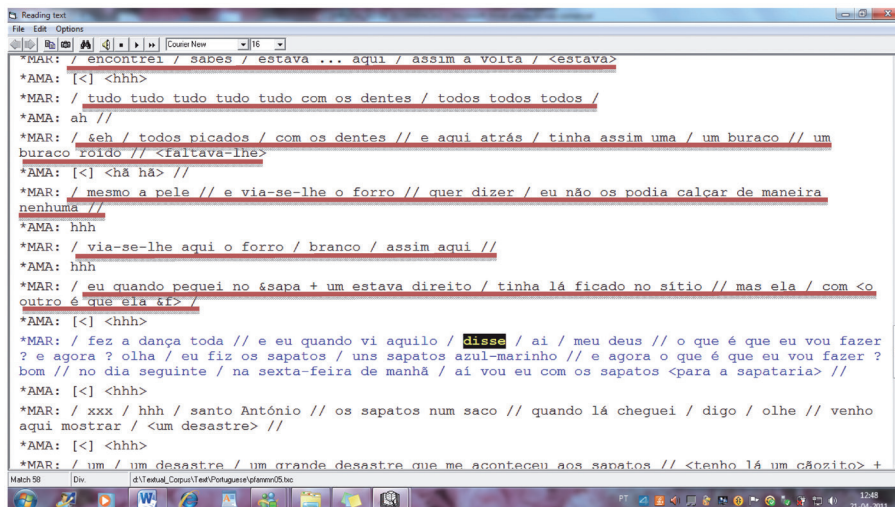 Reading text
File Edit Options
Courier New 16
*MAR: / encontrei / sabes / estava ... aqui / assim à volta / <estava>
*AMA: [<] <hhh>
*MAR: / tudo tudo tudo tudo tudo com os dentes / todos todos todos /
*AMA: ah //
*MAR: / &eh / todos picados / com os dentes // e aqui atrás / tinha assim uma / um buraco // um
buraco roído // <faltava-lhe>
*AMA: [<] <hã hã> //
*MAR: / mesmo a pele // e via-se-lhe o forro // quer dizer / eu não os podia calçar de maneira
nenhuma //
*AMA: hhh
*MAR: / via-se-lhe aqui o forro / branco / assim aqui //
*AMA: hhh
*MAR: / eu quando peguei no &sapa + um estava direito / tinha lá ficado no sítio // mas ela / com <o
outro é que ela &f> /
*AMA: [<] <hhh>
*MAR: / fez a dança toda // e eu quando vi aquilo / disse / ai / meu deus // o que é que eu vou fazer
? e agora ? olha / eu fiz os sapatos / uns sapatos azul-marinho // e agora o que é que eu vou fazer ?
bom // no dia seguinte / na sexta-feira de manhã / aí vou eu com os sapatos <para a sapataria> //
*AMA: [<] <hhh>
*MAR: / xxx / hhh / santo António // os sapatos num saco // quando lá cheguei / digo / olhe // venho
aqui mostrar / <um desastre> //
*AMA: [<] <hhh>
*MAR: / um / um desastre / um grande desastre que me aconteceu aos sapatos // <tenho lá um cãozito> +
Match 58 Div. d:\Textual_Corpus\Text\Portuguese\pfammn05.txc
PT 12:48
21-04-2011